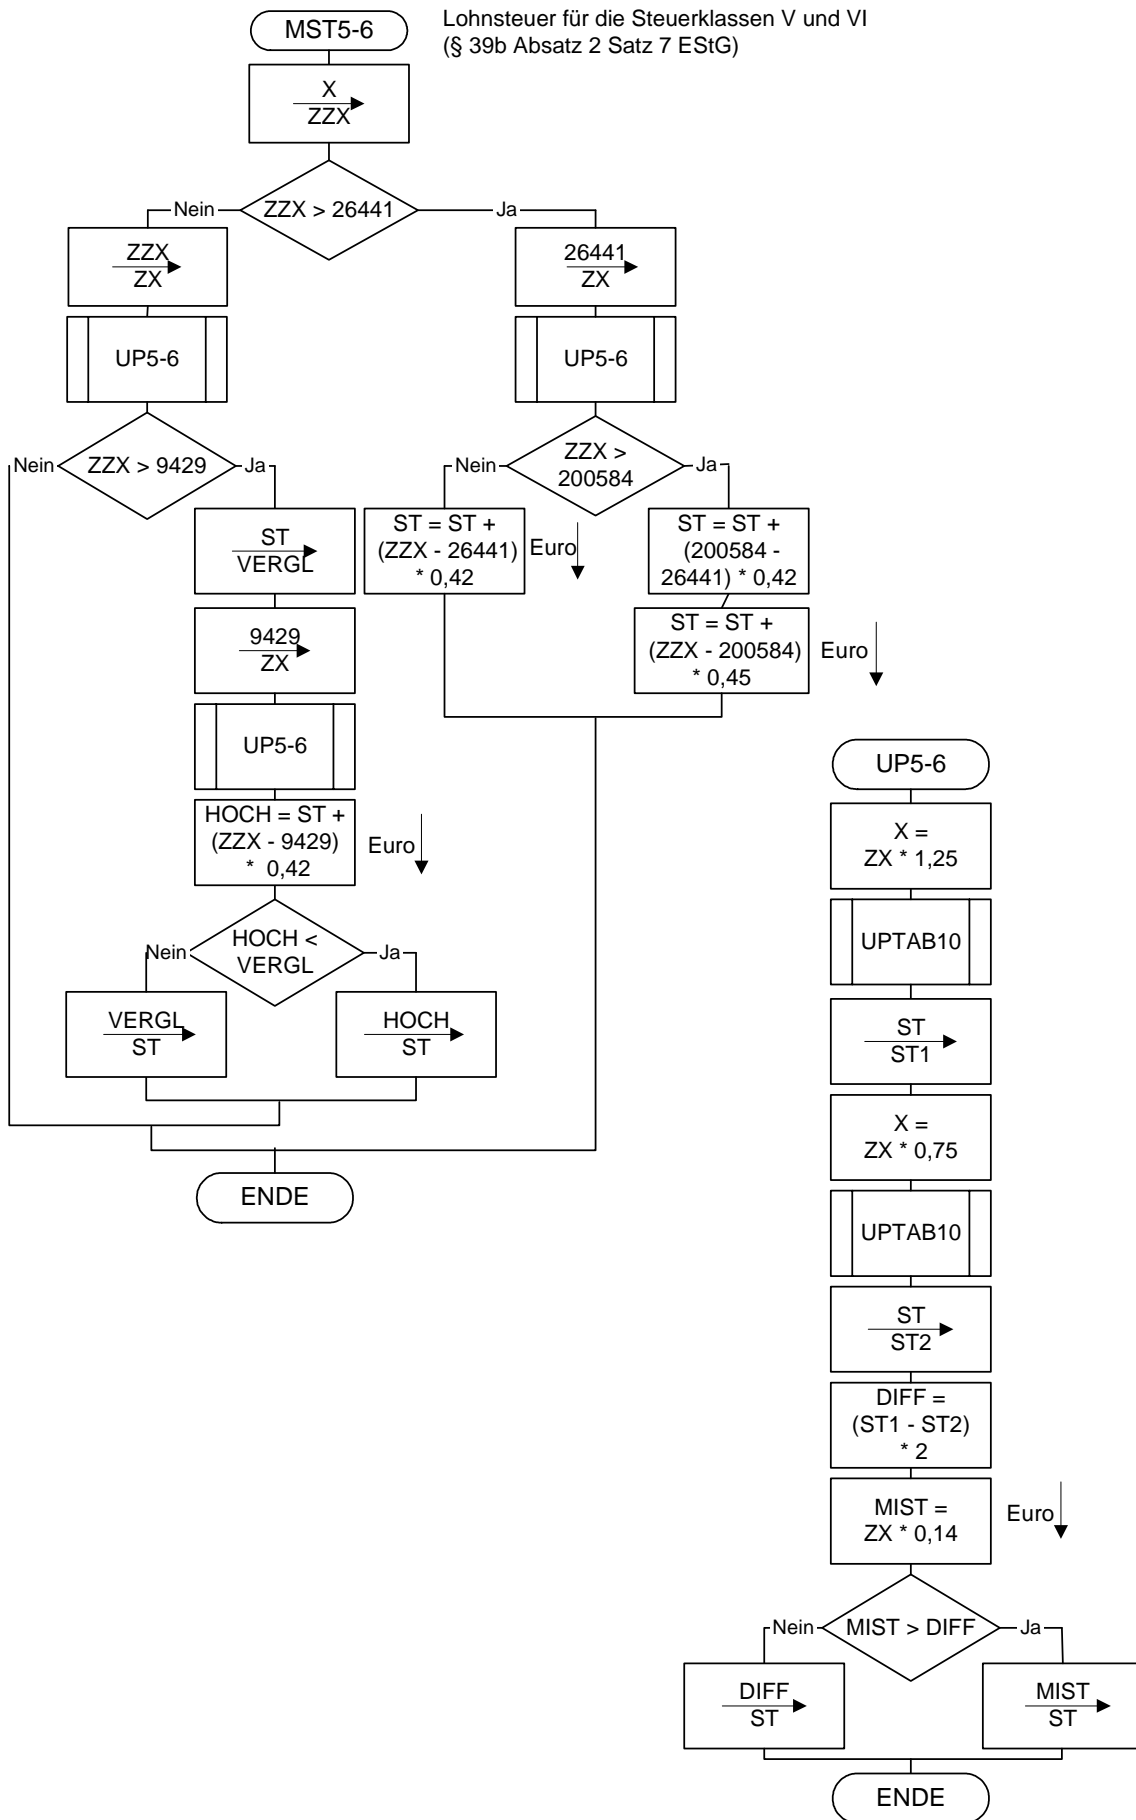 MST5-6
Lohnsteuer für die Steuerklassen V und VI
(§ 39b Absatz 2 Satz 7 EStG)
X
ZZX
Nein
ZZX > 26441
Ja
ZZX
ZX
26441
ZX
UP5-6
UP5-6
Nein
ZZX > 9429
Ja
Nein
ZZX >
200584
Ja
ST
VERGL
ST = ST +
(ZZX - 26441)
* 0,42
Euro
ST = ST +
(200584 -
26441) * 0,42
9429
ZX
ST = ST +
(ZZX - 200584)
* 0,45
Euro
UP5-6
HOCH = ST +
(ZZX - 9429)
* 0,42
Euro
Nein
HOCH <
VERGL
Ja
VERGL
ST
HOCH
ST
ENDE
UP5-6
X =
ZX * 1,25
UPTAB10
ST
ST1
X =
ZX * 0,75
UPTAB10
ST
ST2
DIFF =
(ST1 - ST2)
* 2
MIST =
ZX * 0,14
Euro
Nein
MIST > DIFF
Ja
DIFF
ST
MIST
ST
ENDE